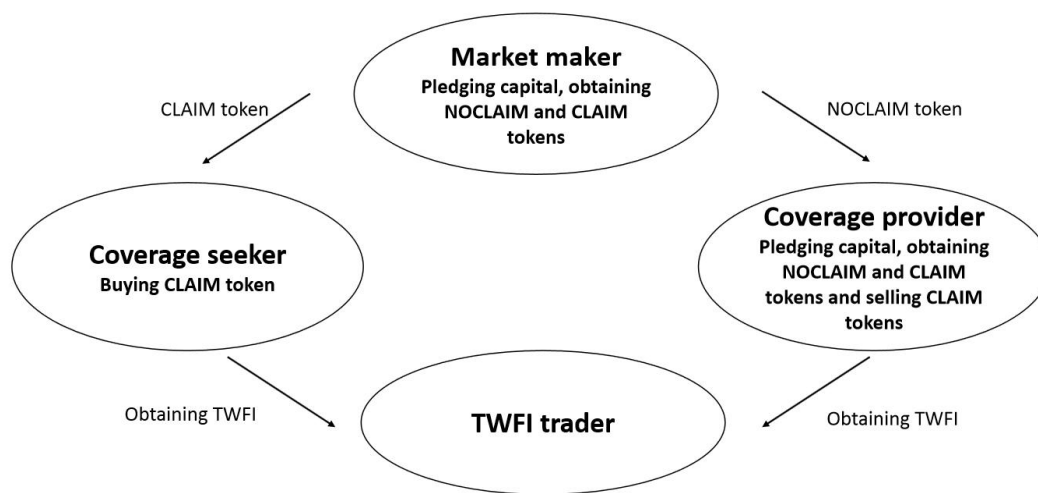 Market maker
Pledging capital, obtaining
NOCLAIM and CLAIM
tokens
CLAIM token
NOCLAIM token
Coverage seeker
Buying CLAIM token
Coverage provider
Pledging capital, obtaining
NOCLAIM and CLAIM
tokens and selling CLAIM
tokens
Obtaining TWFI
TWFI trader
Obtaining TWFI